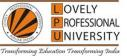 L P U
LOVELY
PROFESSIONAL
UNIVERSITY
Transforming Education Transforming India